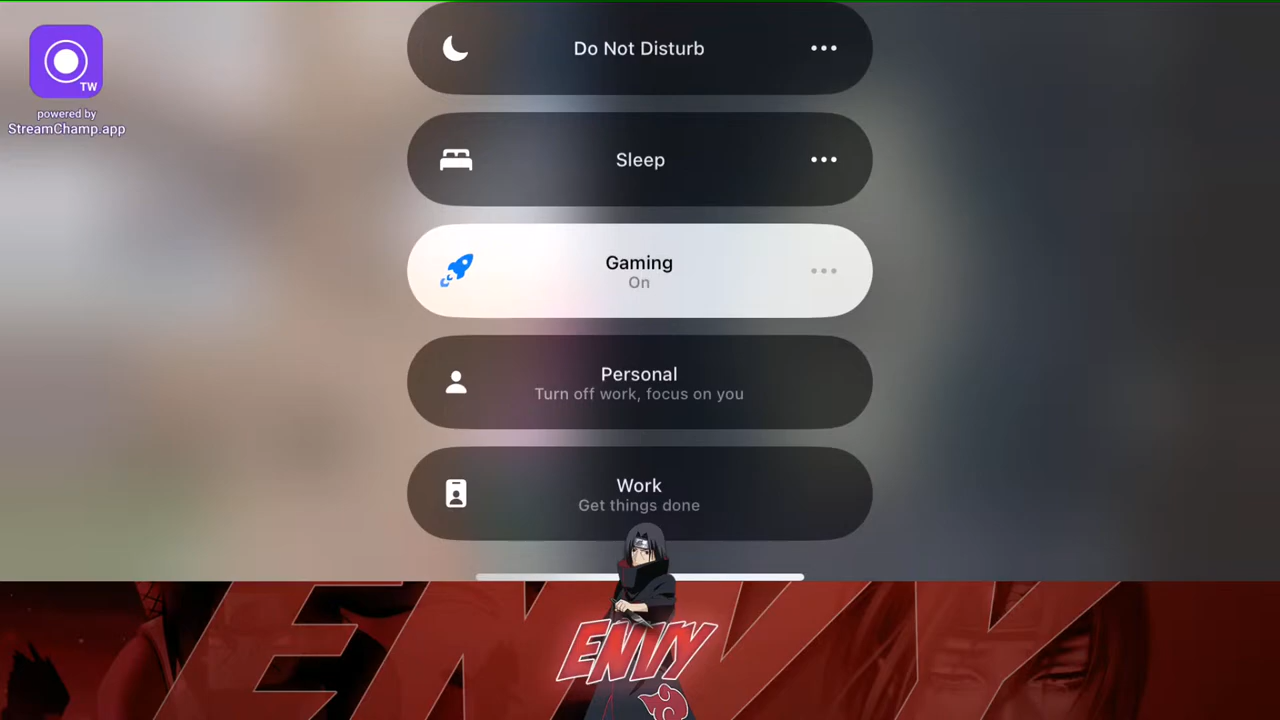 Do Not Disturb
TW
powered by
StreamChamp.app
Sleep
Gaming
On
Personal
Turn off work, focus on you
Work
Get things done
ENVY
ENVY